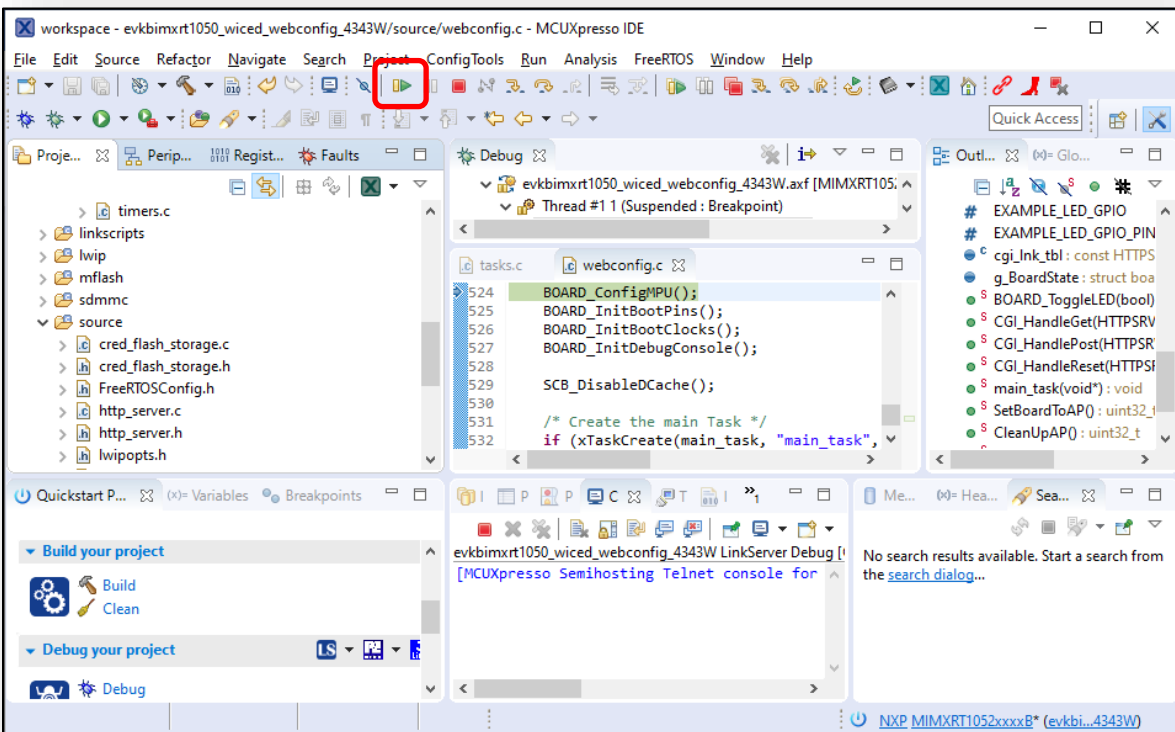 workspace - evkbimxrt1050_wiced_webconfig_4343W/source/webconfig.c - MCUXpresso IDE
File Edit Source Refactor Navigate Search Project ConfigTools Run Analysis FreeRTOS Window Help
Quick Access
Proje... Perip... Regist... Faults
timers.c
linkscripts
lwip
mflash
sdmmc
source
cred_flash_storage.c
cred_flash_storage.h
FreeRTOSConfig.h
http_server.c
http_server.h
lwipopts.h
Debug
evkbimxrt1050_wiced_webconfig_4343W.axf [MIMXRT105
Thread #1 1 (Suspended : Breakpoint)
tasks.c webconfig.c
524 BOARD_ConfigMPU();
525 BOARD_InitBootPins();
526 BOARD_InitBootClocks();
527 BOARD_InitDebugConsole();
528
529 SCB_DisableDCache();
530
531 /* Create the main Task */
532 if (xTaskCreate(main_task, "main_task",
Outl... (x)= Glo...
# EXAMPLE_LED_GPIO
# EXAMPLE_LED_GPIO_PIN
cgi_lnk_tbl : const HTTPS
g_BoardState : struct boa
BOARD_ToggleLED(bool)
CGI_HandleGet(HTTPSRV
CGI_HandlePost(HTTPSR
CGI_HandleReset(HTTPSR
main_task(void*) : void
SetBoardToAP() : uint32_t
CleanUpAP() : uint32_t
Quickstart P... (x)= Variables Breakpoints
Build your project
Build
Clean
Debug your project
LS
Debug
I P P C T I »1
evkbimxrt1050_wiced_webconfig_4343W LinkServer Debug [
[MCUXpresso Semihosting Telnet console for
Me... (x)= Hea... Sea...
No search results available. Start a search from
the search dialog...
NXP MIMXRT1052xxxxB* (evkbi...4343W)